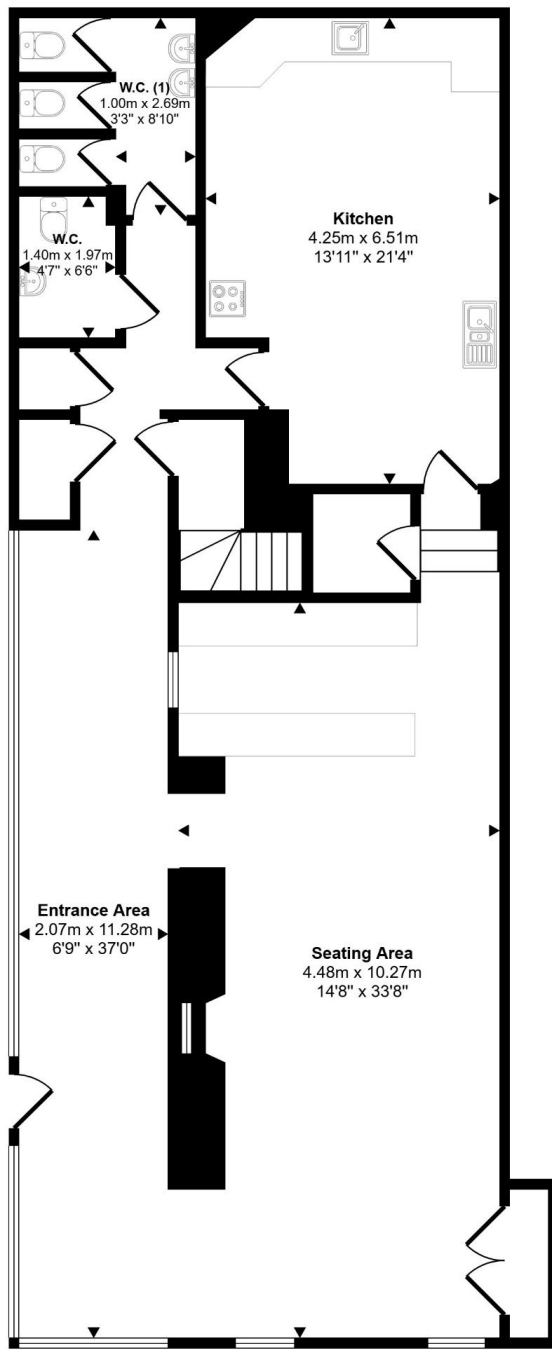 W.C. (1)
1.00m x 2.69m
3'3" x 8'10"
Kitchen
4.25m x 6.51m
13'11" x 21'4"
W.C.
1.40m x 1.97m
4'7" x 6'6"
Entrance Area
2.07m x 11.28m
6'9" x 37'0"
Seating Area
4.48m x 10.27m
14'8" x 33'8"